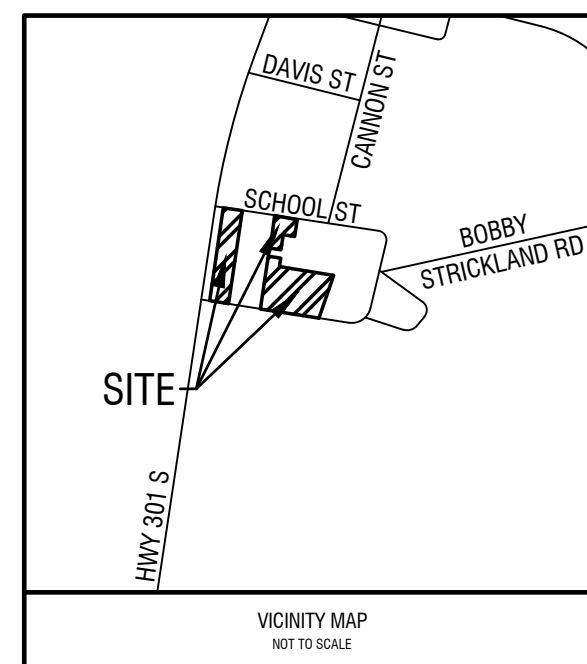 DAVIS ST
CANNON ST
SCHOOL ST
BOBBY
STRICKLAND RD
SITE
HWY 301 S
VICINITY MAP
NOT TO SCALE